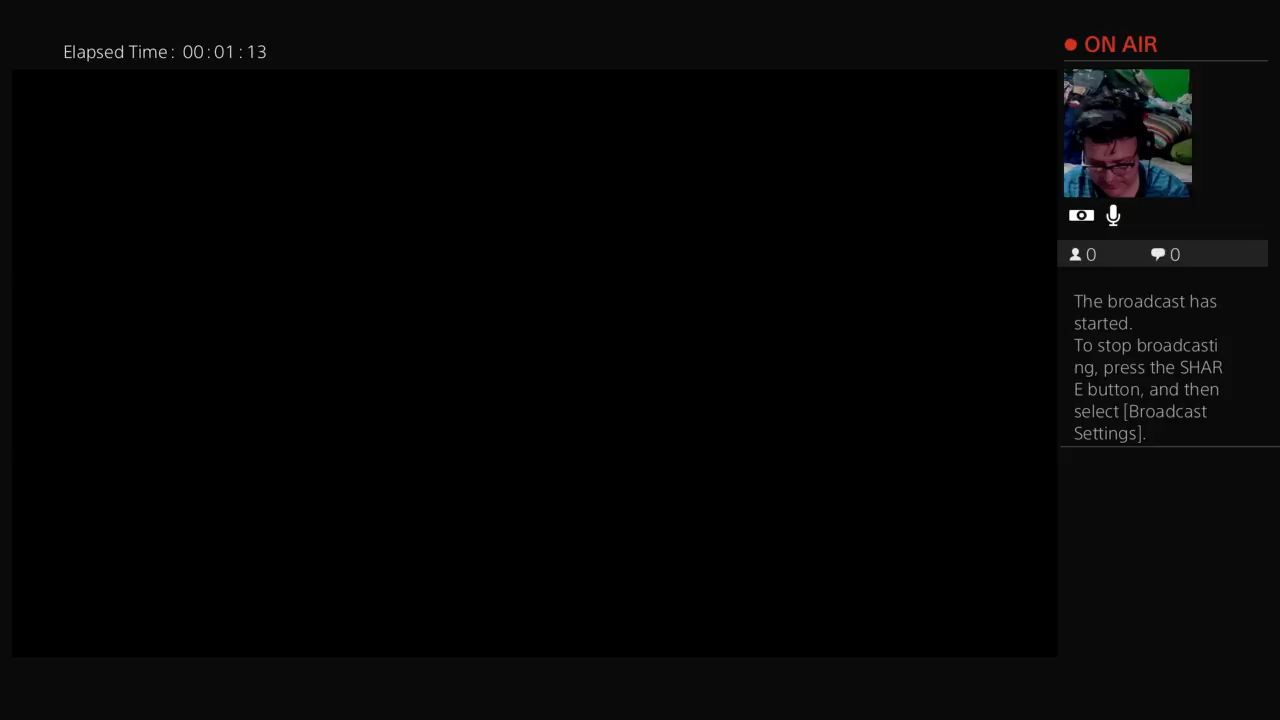 Elapsed Time: 00:01:13
ON AIR
0 0
The broadcast has
started.
To stop broadcasti
ng, press the SHAR
E button, and then
select [Broadcast
Settings].